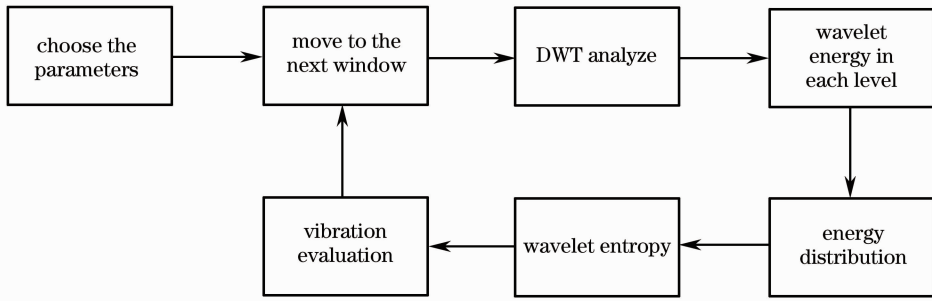 choose the
parameters
move to the
next window
DWT analyze
wavelet
energy in
each level
vibration
evaluation
wavelet entropy
energy
distribution